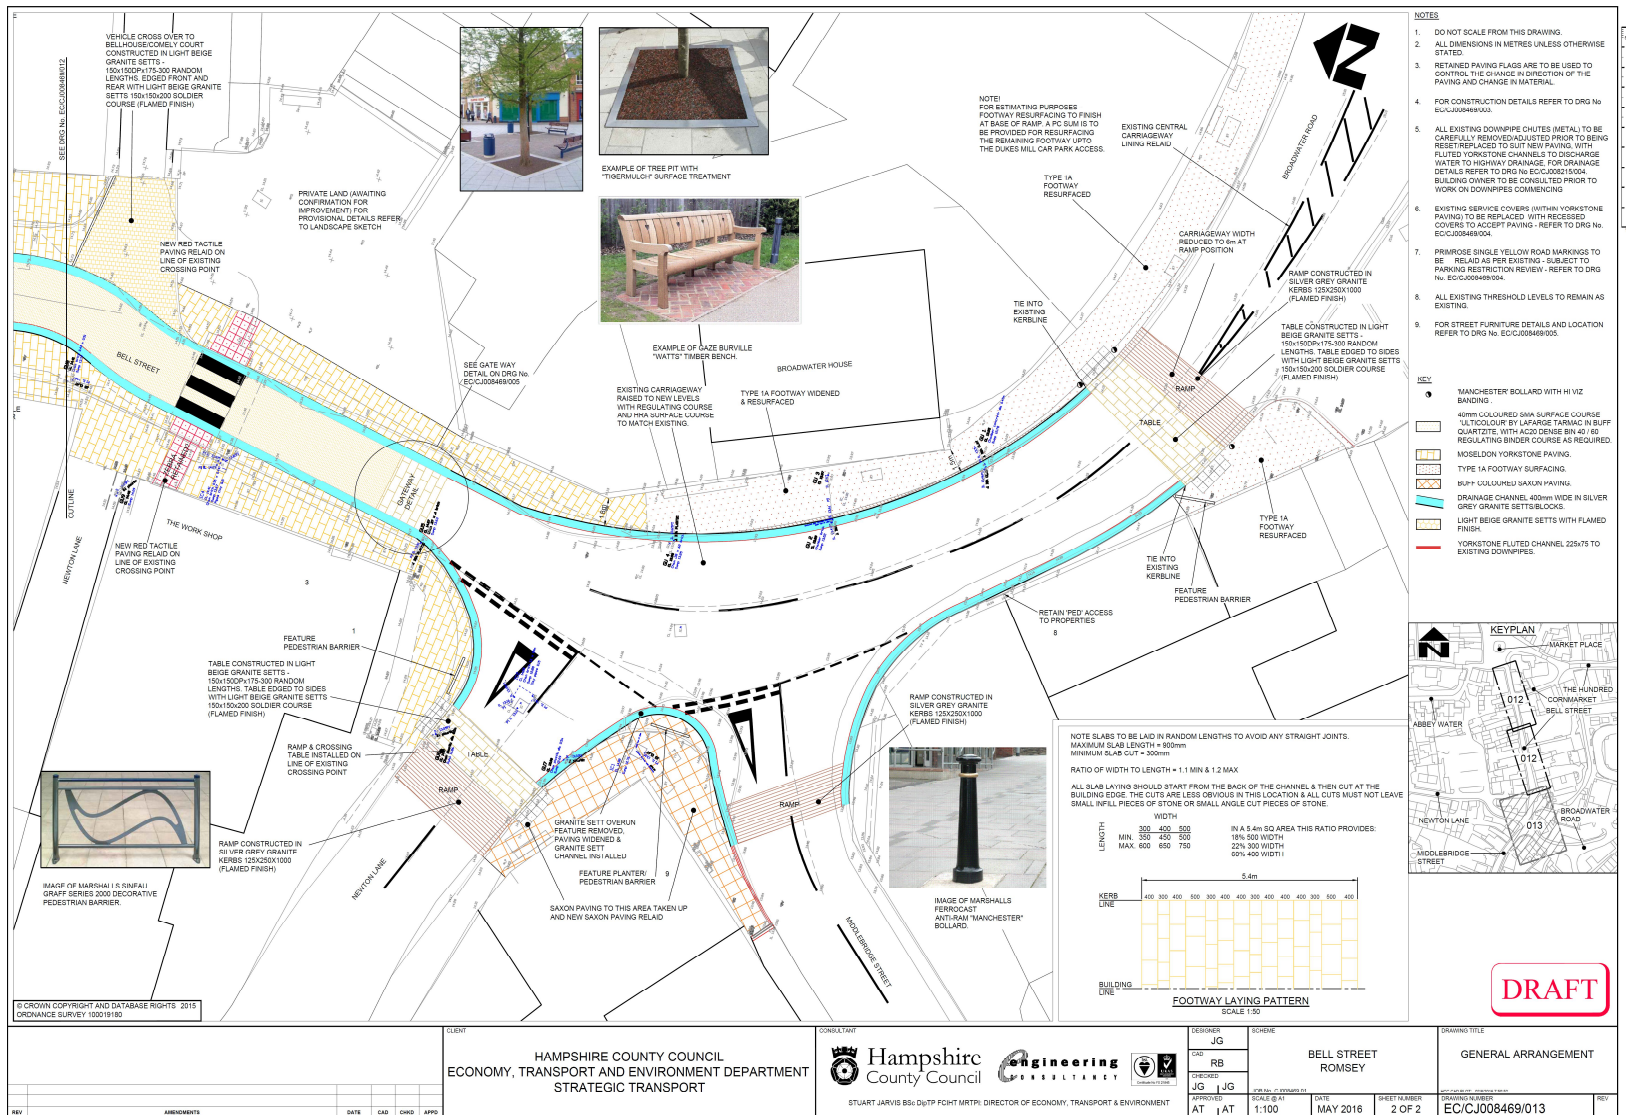 VEHICLE CROSS OVER TO
BELLHOUSE/COMELY COURT
CONSTRUCTED IN LIGHT BEIGE
GRANITE SETTS -
150x150DPx175-300 RANDOM
LENGTHS. EDGED FRONT AND
REAR WITH LIGHT BEIGE GRANITE
SETTS 150x150x200 SOLDIER
COURSE (FLAMED FINISH)
SEE DRG No. EC/CJ008469/012
CUTLINE
PRIVATE LAND (AWAITING
CONFIRMATION FOR
IMPROVEMENT) FOR
PROVISIONAL DETAILS REFER
TO LANDSCAPE SKETCH
NEW RED TACTILE
PAVING RELAID ON
LINE OF EXISTING
CROSSING POINT
BELL STREET
EXAMPLE OF TREE PIT WITH
"TIGERMULCH" SURFACE TREATMENT
EXAMPLE OF GAZE BURVILLE
"WATTS" TIMBER BENCH.
SEE GATE WAY
DETAIL ON DRG No.
EC/CJ008469/005
EXISTING CARRIAGEWAY
RAISED TO NEW LEVELS
WITH REGULATING COURSE
AND HRA SURFACE COURSE
TO MATCH EXISTING.
BROADWATER HOUSE
TYPE 1A FOOTWAY WIDENED
& RESURFACED
NOTE!
FOR ESTIMATING PURPOSES
FOOTWAY RESURFACING TO FINISH
AT BASE OF RAMP. A PC SUM IS TO
BE PROVIDED FOR RESURFACING
THE REMAINING FOOTWAY UPTO
THE DUKES MILL CAR PARK ACCESS.
EXISTING CENTRAL
CARRIAGEWAY
LINING RELAID
TYPE 1A
FOOTWAY
RESURFACED
BROADWATER ROAD
CARRIAGEWAY WIDTH
REDUCED TO 6m AT
RAMP POSITION
RAMP CONSTRUCTED IN
SILVER GREY GRANITE
KERBS 125X250X1000
(FLAMED FINISH)
TIE INTO
EXISTING
KERBLINE
TABLE CONSTRUCTED IN LIGHT
BEIGE GRANITE SETTS -
150x150DPx175-300 RANDOM
LENGTHS. TABLE EDGED TO SIDES
WITH LIGHT BEIGE GRANITE SETTS
150x150x200 SOLDIER COURSE
(FLAMED FINISH)
RAMP
TABLE
GATEWAY
DETAIL
1.8m
THE WORK SHOP
NEWTON LANE
NEW RED TACTILE
PAVING RELAID ON
LINE OF EXISTING
CROSSING POINT
3
1
FEATURE
PEDESTRIAN BARRIER
TABLE CONSTRUCTED IN LIGHT
BEIGE GRANITE SETTS -
150x150DPx175-300 RANDOM
LENGTHS. TABLE EDGED TO SIDES
WITH LIGHT BEIGE GRANITE SETTS
150x150x200 SOLDIER COURSE
(FLAMED FINISH)
RAMP & CROSSING
TABLE INSTALLED ON
LINE OF EXISTING
CROSSING POINT
TABLE
RAMP
RAMP CONSTRUCTED IN
SILVER GREY GRANITE
KERBS 125X250X1000
(FLAMED FINISH)
NEWTON LANE
IMAGE OF MARSHALLS SINEAU
GRAFF SERIES 2000 DECORATIVE
PEDESTRIAN BARRIER.
GRANITE SETT OVERUN
FEATURE REMOVED,
PAVING WIDENED &
GRANITE SETT
CHANNEL INSTALLED
FEATURE PLANTER/
PEDESTRIAN BARRIER
9
SAXON PAVING TO THIS AREA TAKEN UP
AND NEW SAXON PAVING RELAID
RAMP
RAMP CONSTRUCTED IN
SILVER GREY GRANITE
KERBS 125X250X1000
(FLAMED FINISH)
MIDDLEBRIDGE STREET
IMAGE OF MARSHALLS
FERROCAST
ANTI-RAM "MANCHESTER"
BOLLARD.
TIE INTO
EXISTING
KERBLINE
FEATURE
PEDESTRIAN BARRIER
TYPE 1A
FOOTWAY
RESURFACED
RETAIN 'PED' ACCESS
TO PROPERTIES
8
NOTES
1. DO NOT SCALE FROM THIS DRAWING.
2. ALL DIMENSIONS IN METRES UNLESS OTHERWISE
STATED.
3. RETAINED PAVING FLAGS ARE TO BE USED TO
CONTROL THE CHANGE IN DIRECTION OF THE
PAVING AND CHANGE IN MATERIAL.
4. FOR CONSTRUCTION DETAILS REFER TO DRG No
EC/CJ008469/003.
5. ALL EXISTING DOWNPIPE CHUTES (METAL) TO BE
CAREFULLY REMOVED/ADJUSTED PRIOR TO BEING
RESET/REPLACED TO SUIT NEW PAVING, WITH
FLUTED YORKSTONE CHANNELS TO DISCHARGE
WATER TO HIGHWAY DRAINAGE, FOR DRAINAGE
DETAILS REFER TO DRG No EC/CJ008215/004.
BUILDING OWNER TO BE CONSULTED PRIOR TO
WORK ON DOWNPIPES COMMENCING
6. EXISTING SERVICE COVERS (WITHIN YORKSTONE
PAVING) TO BE REPLACED WITH RECESSED
COVERS TO ACCEPT PAVING - REFER TO DRG No.
EC/CJ008469/004.
7. PRIMROSE SINGLE YELLOW ROAD MARKINGS TO
BE RELAID AS PER EXISTING - SUBJECT TO
PARKING RESTRICTION REVIEW - REFER TO DRG
No. EC/CJ008469/004.
8. ALL EXISTING THRESHOLD LEVELS TO REMAIN AS
EXISTING.
9. FOR STREET FURNITURE DETAILS AND LOCATION
REFER TO DRG No. EC/CJ008469/005.
KEY
'MANCHESTER' BOLLARD WITH HI VIZ
BANDING .
40mm COLOURED SMA SURFACE COURSE
'ULTICOLOUR' BY LAFARGE TARMAC IN BUFF
QUARTZITE, WITH AC20 DENSE BIN 40 / 60
REGULATING BINDER COURSE AS REQUIRED.
MOSELDON YORKSTONE PAVING.
TYPE 1A FOOTWAY SURFACING.
BUFF COLOURED SAXON PAVING.
DRAINAGE CHANNEL 400mm WIDE IN SILVER
GREY GRANITE SETTS/BLOCKS.
LIGHT BEIGE GRANITE SETTS WITH FLAMED
FINISH.
YORKSTONE FLUTED CHANNEL 225x75 TO
EXISTING DOWNPIPES.
KEYPLAN
N
MARKET PLACE
THE HUNDRED
012
CORNMARKET
BELL STREET
ABBEY WATER
012
BROADWATER
ROAD
NEWTON LANE
013
MIDDLEBRIDGE
STREET
NOTE SLABS TO BE LAID IN RANDOM LENGTHS TO AVOID ANY STRAIGHT JOINTS.
MAXIMUM SLAB LENGTH = 900mm
MINIMUM SLAB CUT = 300mm
RATIO OF WIDTH TO LENGTH = 1.1 MIN & 1.2 MAX
ALL SLAB LAYING SHOULD START FROM THE BACK OF THE CHANNEL & THEN CUT AT THE
BUILDING EDGE. THE CUTS ARE LESS OBVIOUS IN THIS LOCATION & ALL CUTS MUST NOT LEAVE
SMALL INFILL PIECES OF STONE OR SMALL ANGLE CUT PIECES OF STONE.
WIDTH
LENGTH
300 400 500
MIN. 350 450 500
MAX. 600 650 750
IN A 5.4m SQ AREA THIS RATIO PROVIDES:
18% 500 WIDTH
22% 300 WIDTH
60% 400 WIDTH
5.4m
KERB
LINE
400 300 400 500 300 400 400 300 400 400 400 300 500 400
BUILDING
LINE
FOOTWAY LAYING PATTERN
SCALE 1:50
DRAFT
© CROWN COPYRIGHT AND DATABASE RIGHTS 2015
ORDNANCE SURVEY 100019180
REV AMENDMENTS DATE CAD CHKD APPD
CLIENT
HAMPSHIRE COUNTY COUNCIL
ECONOMY, TRANSPORT AND ENVIRONMENT DEPARTMENT
STRATEGIC TRANSPORT
CONSULTANT
Hampshire
County Council
engineering
CONSULTANCY
STUART JARVIS BSc DipTP FCIHT MRTPI: DIRECTOR OF ECONOMY, TRANSPORT & ENVIRONMENT
DESIGNER
JG
CAD
RB
CHECKED
JG JG
APPROVED
AT AT
SCHEME
BELL STREET
ROMSEY
SCALE @ A1
1:100
DATE
MAY 2016
SHEET NUMBER
2 OF 2
DRAWING TITLE
GENERAL ARRANGEMENT
DRAWING NUMBER
EC/CJ008469/013
REV